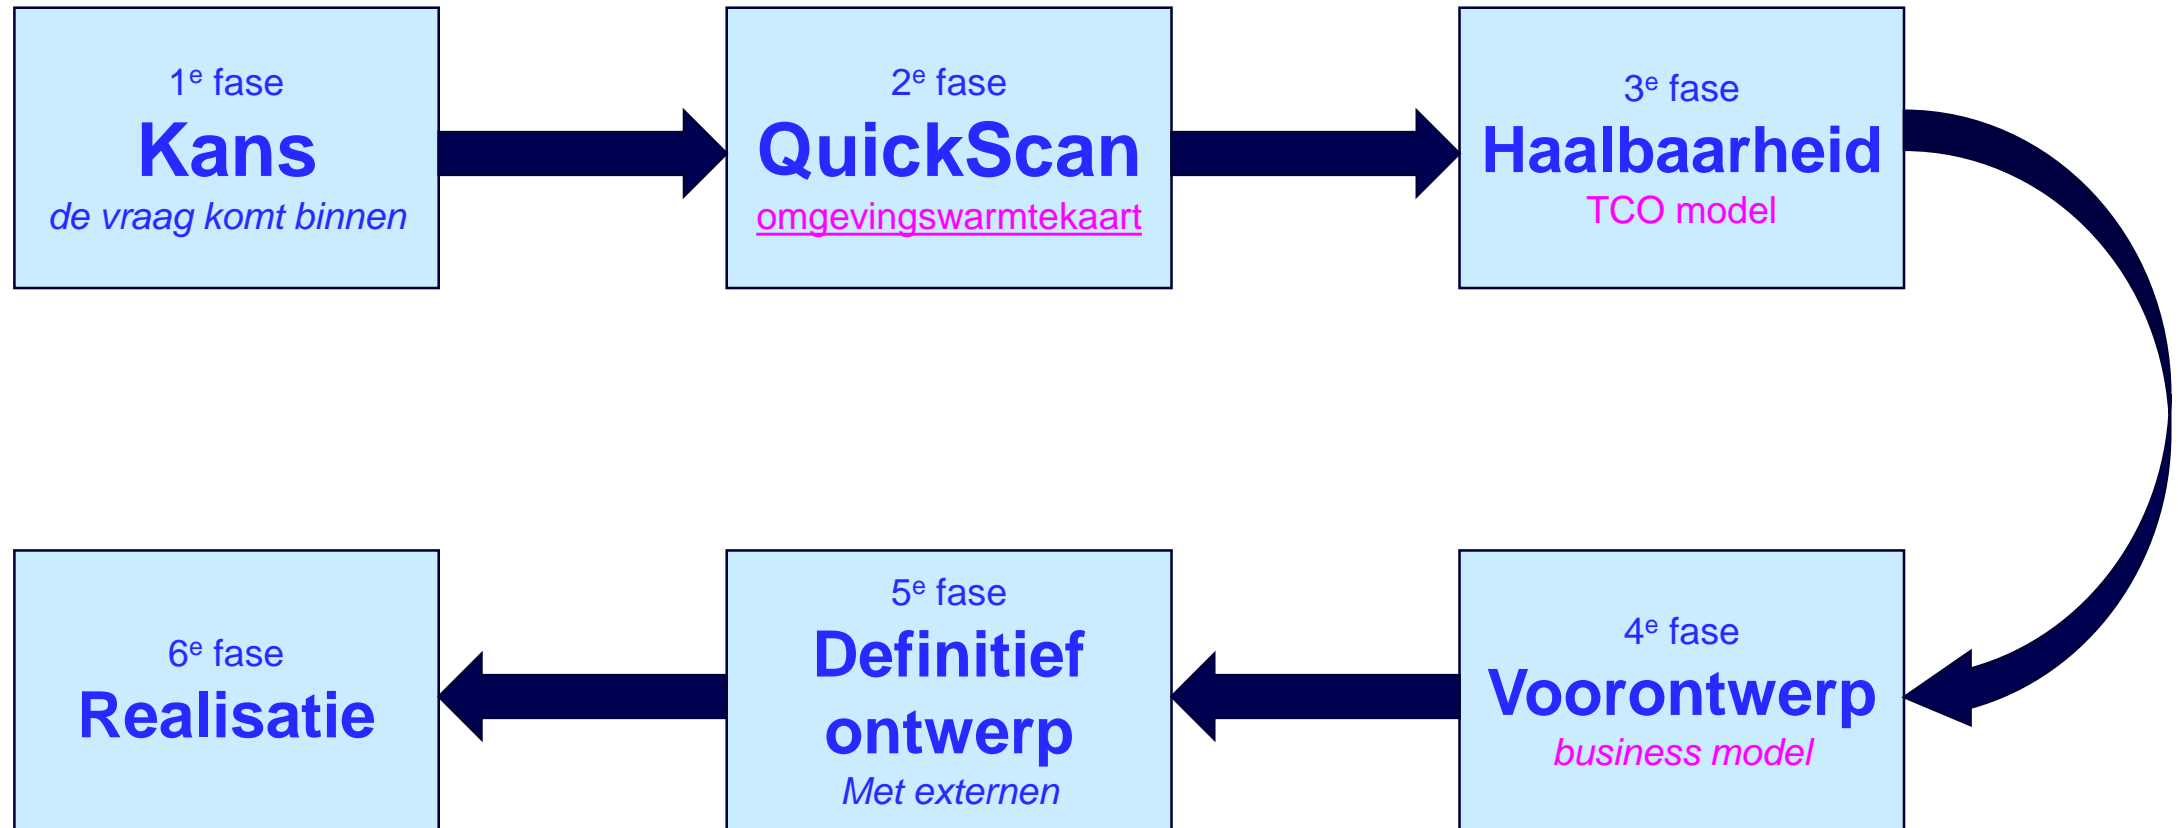 1e fase
Kans
de vraag komt binnen
2e fase
QuickScan
omgevingswarmtekaart
3e fase
Haalbaarheid
TCO model
4e fase
Voorontwerp
business model
5e fase
Definitief
ontwerp
Met externen
6e fase
Realisatie